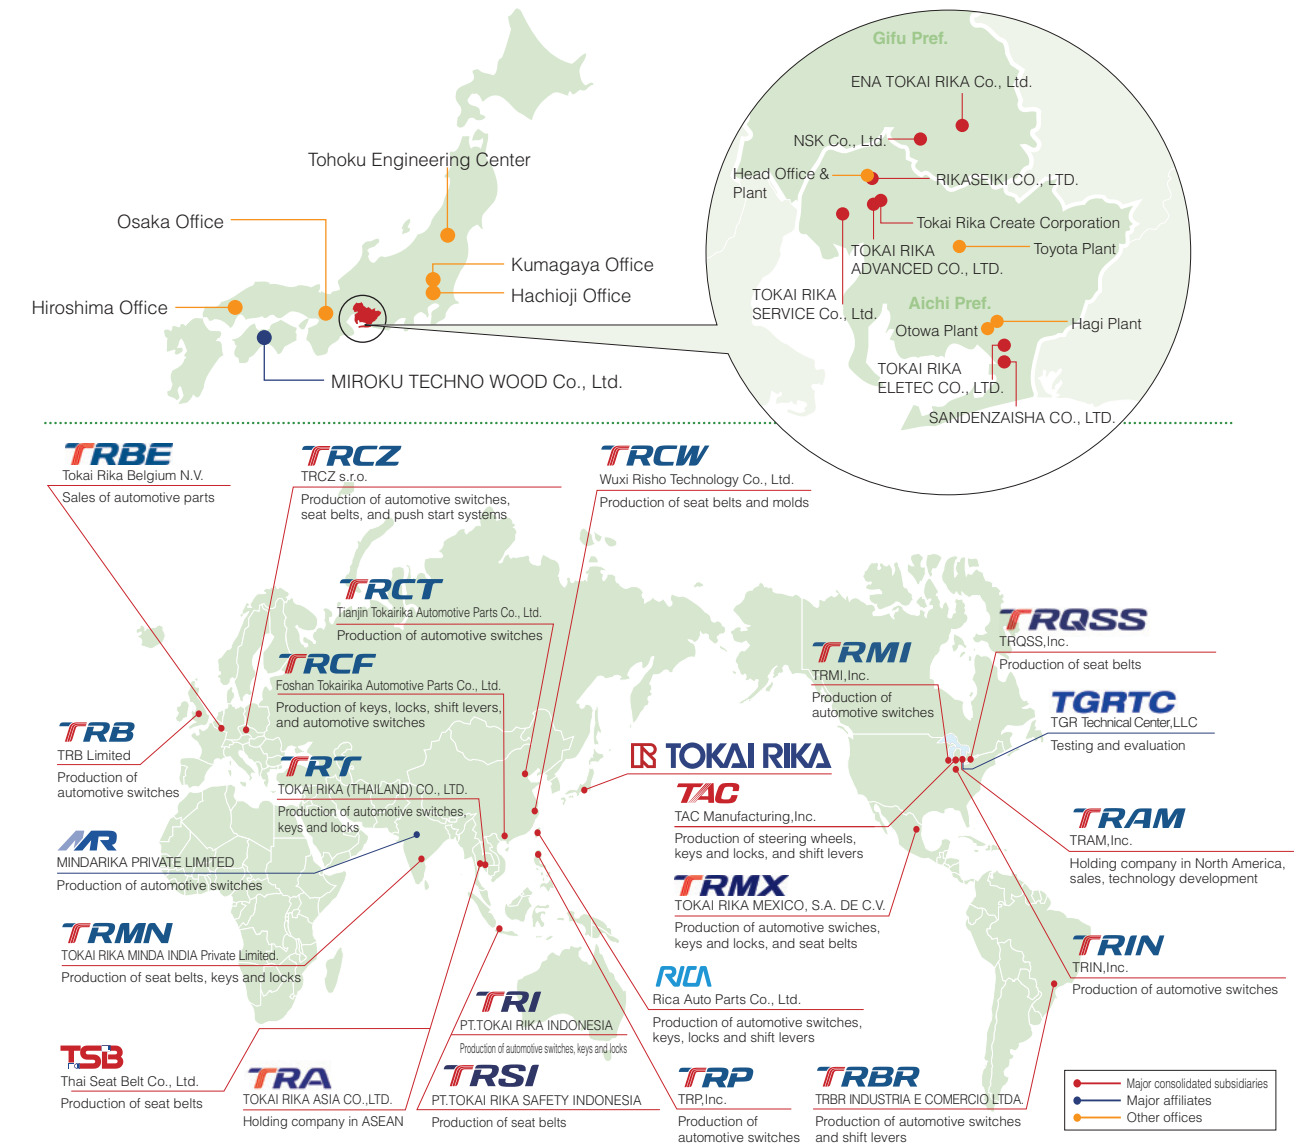 Gifu Pref.
ENA TOKAI RIKA Co., Ltd.
NSK Co., Ltd.
Head Office &
Plant
RIKASEIKI CO., LTD.
Tokai Rika Create Corporation
TOKAI RIKA
ADVANCED CO., LTD.
Toyota Plant
TOKAI RIKA
SERVICE Co., Ltd.
Aichi Pref.
Otowa Plant
Hagi Plant
TOKAI RIKA
ELETEC CO., LTD.
SANDENZAISHA CO., LTD.
Tohoku Engineering Center
Osaka Office
Kumagaya Office
Hachioji Office
Hiroshima Office
MIROKU TECHNO WOOD Co., Ltd.
TRBE
Tokai Rika Belgium N.V.
Sales of automotive parts
TRCZ
TRCZ s.r.o.
Production of automotive switches,
seat belts, and push start systems
TRCW
Wuxi Risho Technology Co., Ltd.
Production of seat belts and molds
TRCT
Tianjin Tokairika Automotive Parts Co., Ltd.
Production of automotive switches
TRCF
Foshan Tokairika Automotive Parts Co., Ltd.
Production of keys, locks, shift levers,
and automotive switches
TRQSS
TRQSS,Inc.
Production of seat belts
TRMI
TRMI,Inc.
Production of
automotive switches
TGRTC
TGR Technical Center,LLC
Testing and evaluation
TRB
TRB Limited
Production of
automotive switches
TRT
TOKAI RIKA (THAILAND) CO., LTD.
Production of automotive switches,
keys and locks
TOKAI RIKA
TAC
TAC Manufacturing,Inc.
Production of steering wheels,
keys and locks, and shift levers
TRAM
TRAM,Inc.
Holding company in North America,
sales, technology development
MR
MINDARIKA PRIVATE LIMITED
Production of automotive switches
TRMX
TOKAI RIKA MEXICO, S.A. DE C.V.
Production of automotive swiches,
keys and locks, and seat belts
TRMN
TOKAI RIKA MINDA INDIA Private Limited.
Production of seat belts, keys and locks
TRIN
TRIN,Inc.
Production of automotive switches
RICA
Rica Auto Parts Co., Ltd.
Production of automotive switches,
keys, locks and shift levers
TRI
PT.TOKAI RIKA INDONESIA
Production of automotive switches, keys and locks
TSB
Thai Seat Belt Co., Ltd.
Production of seat belts
TRA
TOKAI RIKA ASIA CO.,LTD.
Holding company in ASEAN
TRSI
PT.TOKAI RIKA SAFETY INDONESIA
Production of seat belts
TRP
TRP,Inc.
Production of
automotive switches
TRBR
TRBR INDUSTRIA E COMERCIO LTDA.
Production of automotive switches
and shift levers
Major consolidated subsidiaries
Major affiliates
Other offices